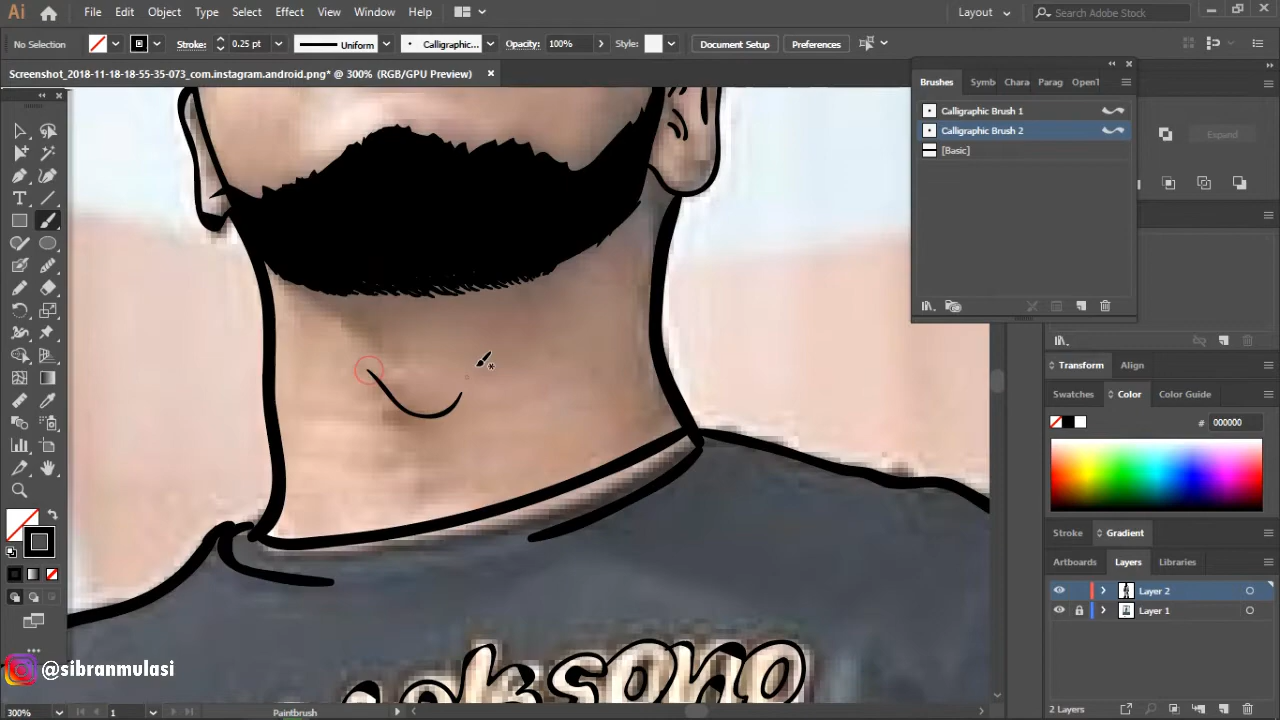 Ai File Edit Object Type Select Effect View Window Help Layout Search Adobe Stock
No Selection Stroke: 0.25 pt Uniform Calligraphic... Opacity: 100% Style: Document Setup Preferences
Screenshot_2018-11-18-18-55-35-073_com.instagram.android.png* @ 300% (RGB/GPU Preview)
Brushes Symb Chara Parag OpenT
Calligraphic Brush 1
Calligraphic Brush 2
[Basic]
Expand
Transform Align
Swatches Color Color Guide
# 000000
Stroke Gradient
Artboards Layers Libraries
Layer 2
Layer 1
@sibranmulasi
300% 1 Paintbrush 2 Layers